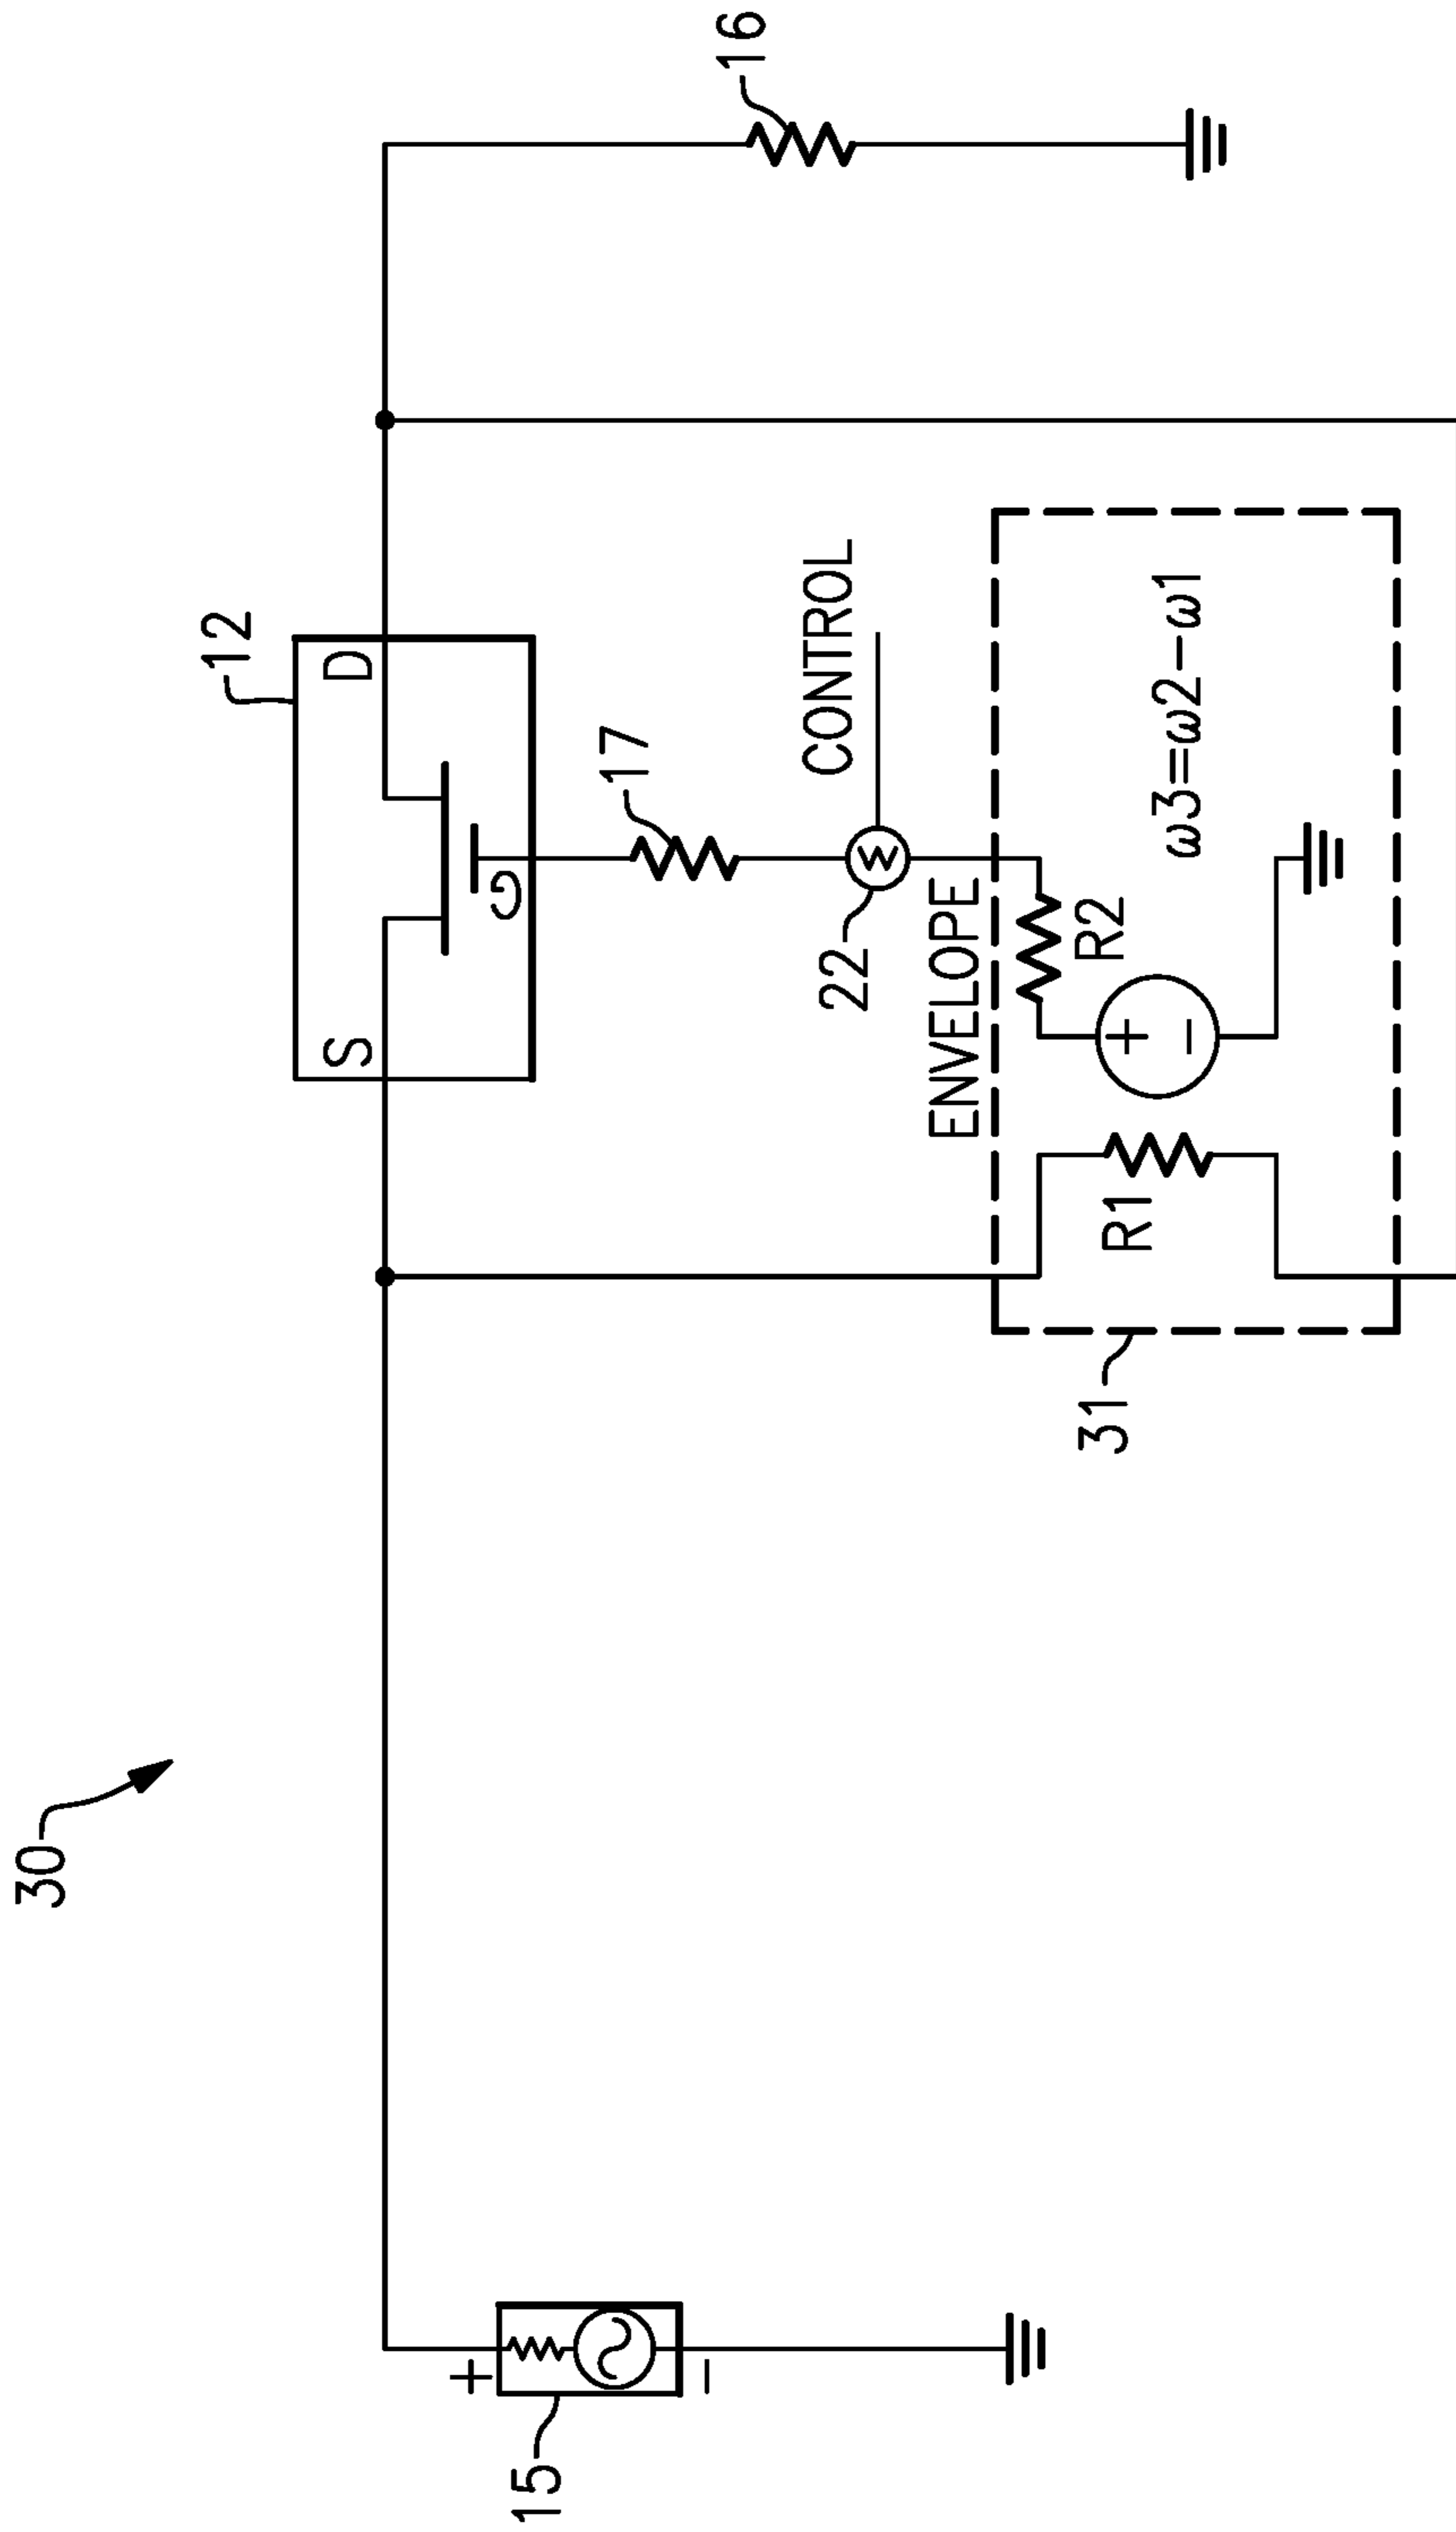 30
12
S
D
G
17
16
22
CONTROL
ENVELOPE
R2
+
−
R1
ω3=ω2−ω1
31
+
−
15